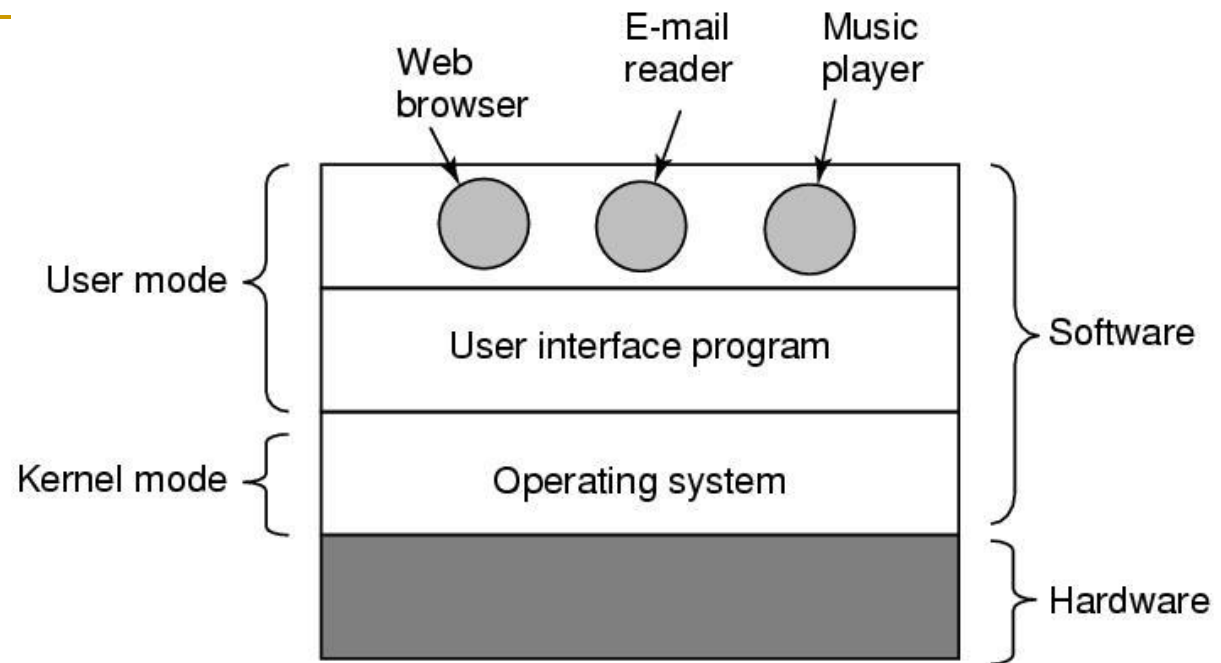 Web
browser
E-mail
reader
Music
player
User mode
User interface program
Software
Kernel mode
Operating system
Hardware